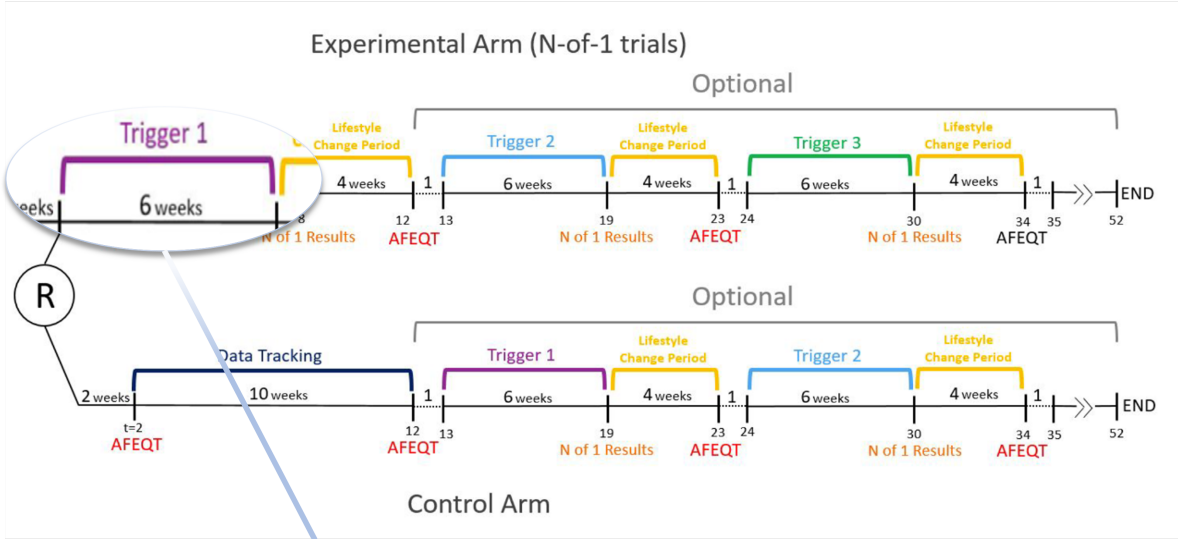 Experimental Arm (N-of-1 trials)
Optional
Trigger 1
Lifestyle
Change Period
Trigger 2
Lifestyle
Change Period
Trigger 3
Lifestyle
Change Period
6 weeks
4 weeks
1
6 weeks
4 weeks
1
6 weeks
4 weeks
1
END
8
12
13
19
23
24
30
34
35
52
of 1 Results
AFEQT
N of 1 Results
AFEQT
N of 1 Results
AFEQT
R
Optional
Data Tracking
Trigger 1
Lifestyle
Change Period
Trigger 2
Lifestyle
Change Period
2 weeks
10 weeks
1
6 weeks
4 weeks
1
6 weeks
4 weeks
1
END
t=2
12
13
19
23
24
30
34
35
52
AFEQT
AFEQT
N of 1 Results
AFEQT
N of 1 Results
AFEQT
Control Arm